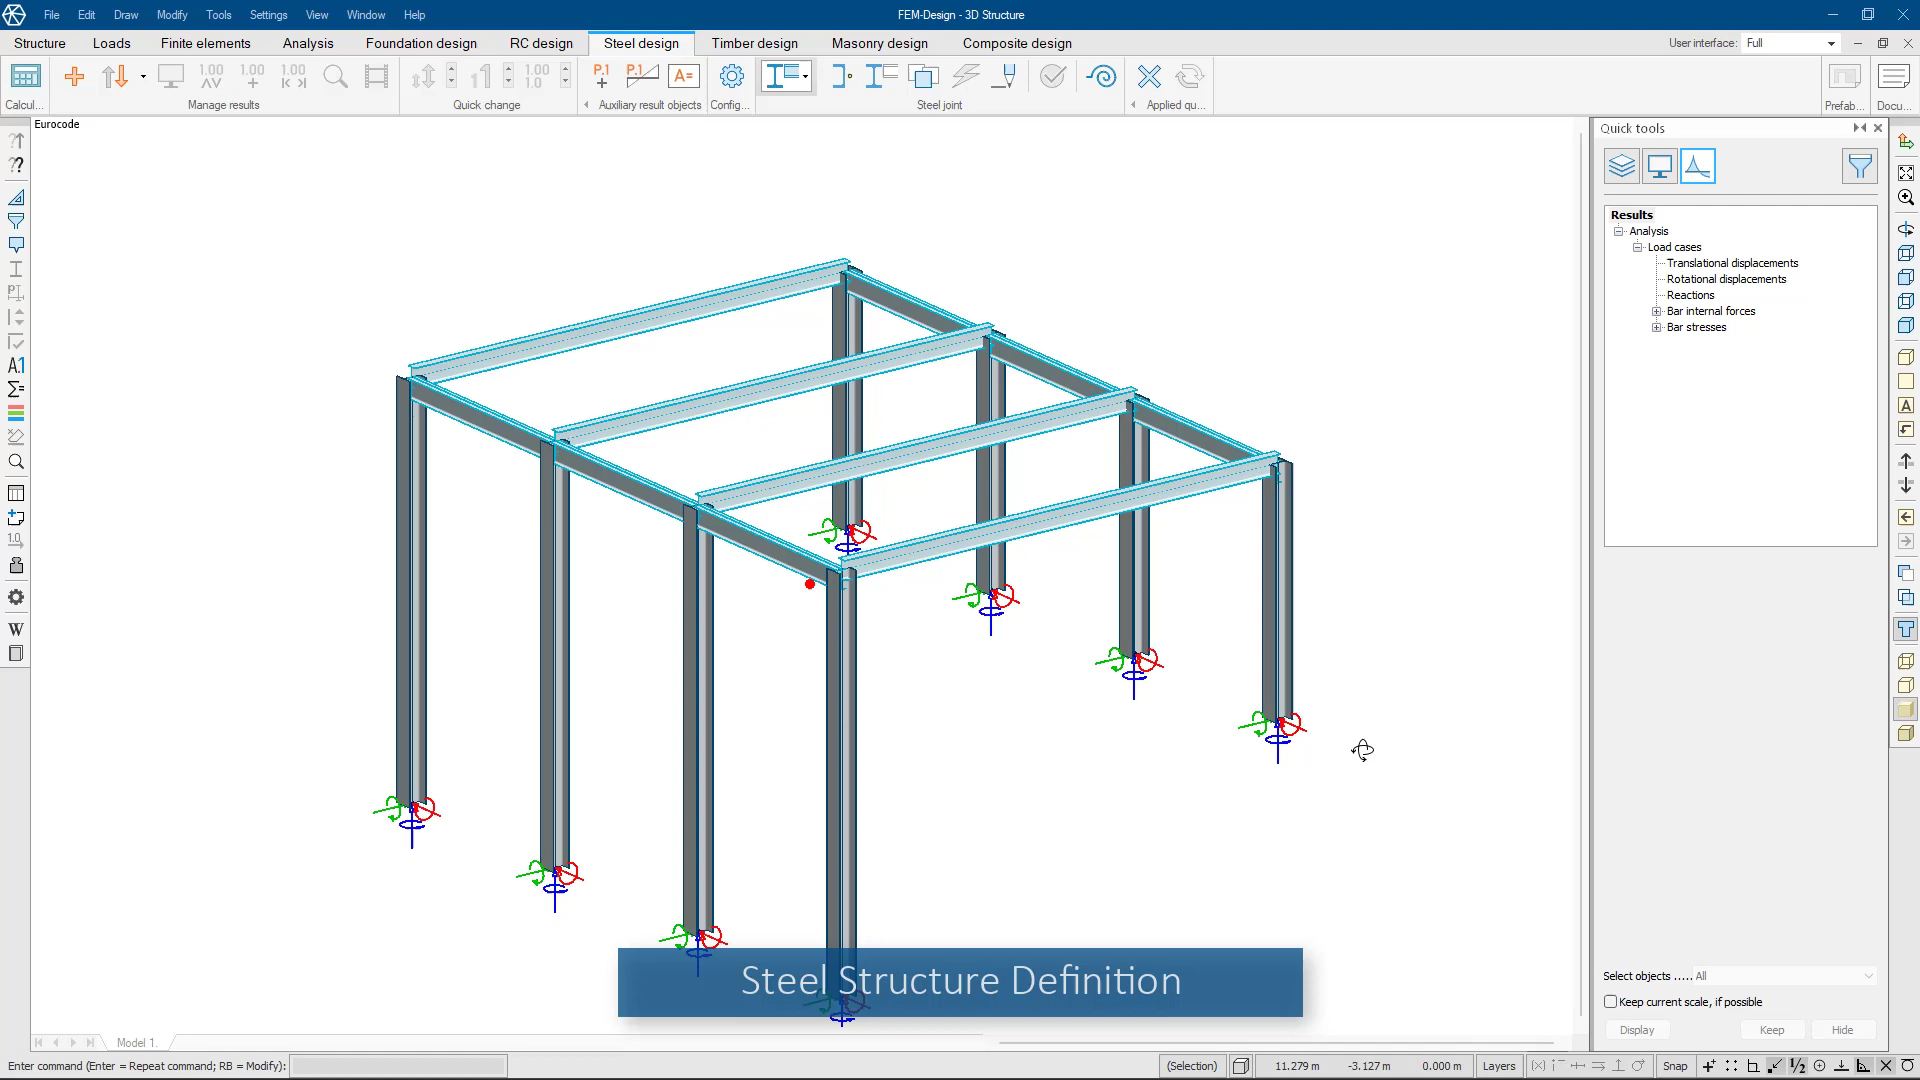 File Edit Draw Modify Tools Settings View Window Help
FEM-Design - 3D Structure
Structure Loads Finite elements Analysis Foundation design RC design Steel design Timber design Masonry design Composite design
User interface: Full
Calcul... Manage results Quick change Auxiliary result objects Config... Steel joint Applied qu... Prefab... Docu...
Eurocode
Quick tools
Results
Analysis
Load cases
Translational displacements
Rotational displacements
Reactions
Bar internal forces
Bar stresses
Steel Structure Definition
Select objects ..... All
Keep current scale, if possible
Display Keep Hide
Model 1.
Enter command (Enter = Repeat command; RB = Modify):
(Selection) 11.279 m -3.127 m 0.000 m Layers Snap